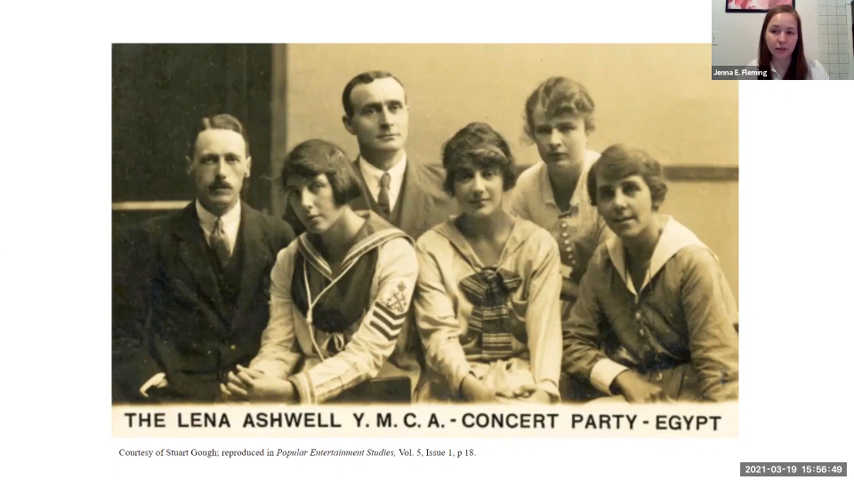 Jenna E. Fleming
THE LENA ASHWELL Y. M. C. A. - CONCERT PARTY - EGYPT
Courtesy of Stuart Gough; reproduced in Popular Entertainment Studies, Vol. 5, Issue 1, p 18.
2021-03-19 15:56:49